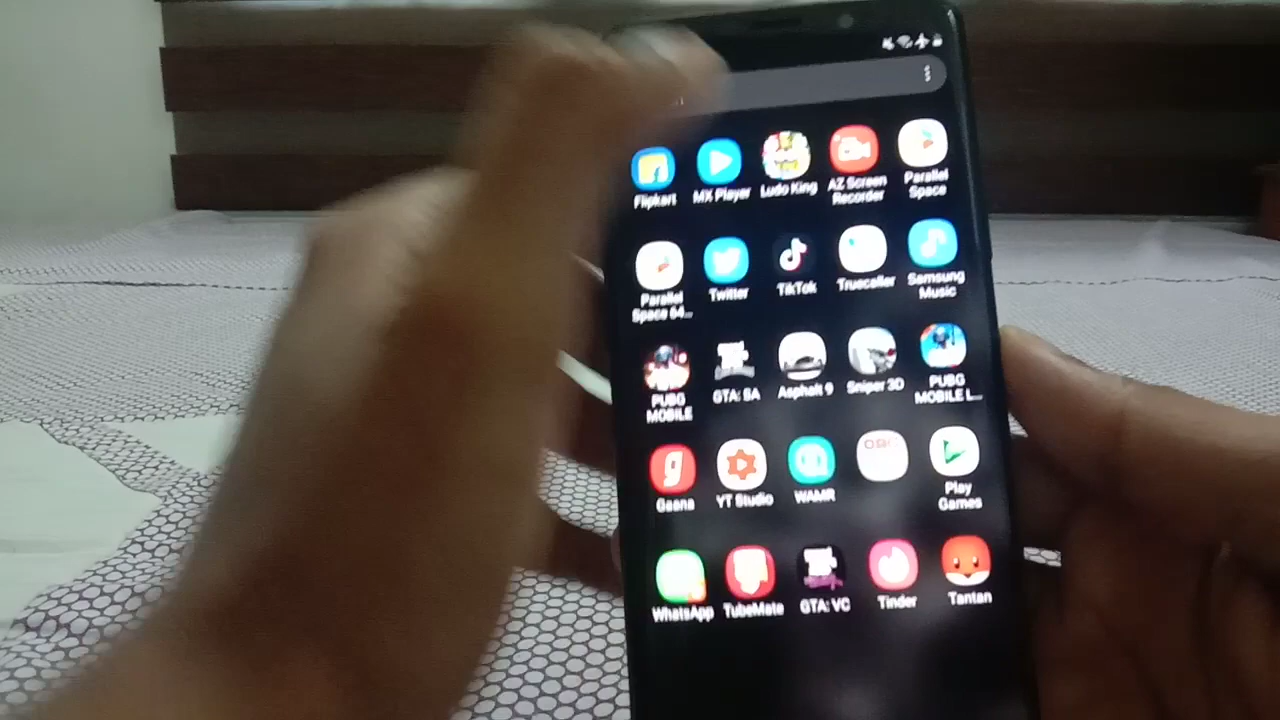 Flipkart
MX Player
Ludo King
AZ Screen
Recorder
Parallel
Space
Parallel
Space 64...
Twitter
TikTok
Truecaller
Samsung
Music
PUBG
MOBILE
GTA: SA
Asphalt 9
Sniper 3D
PUBG
MOBILE L...
g
Gaana
YT Studio
WAMR
Play
Games
WhatsApp
TubeMate
GTA: VC
Tinder
Tantan